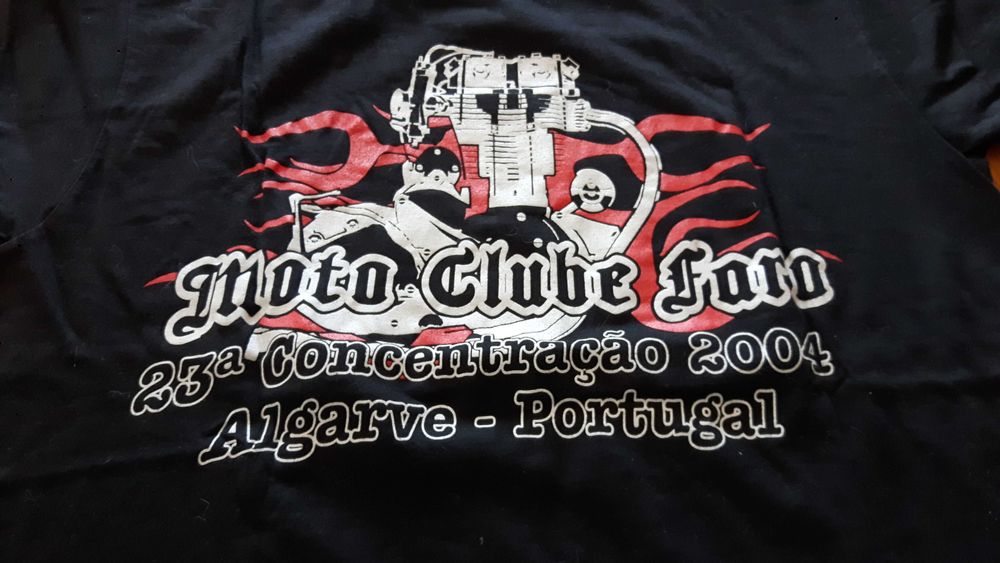 Moto Clube Faro
23ª Concentração 2004
Algarve - Portugal